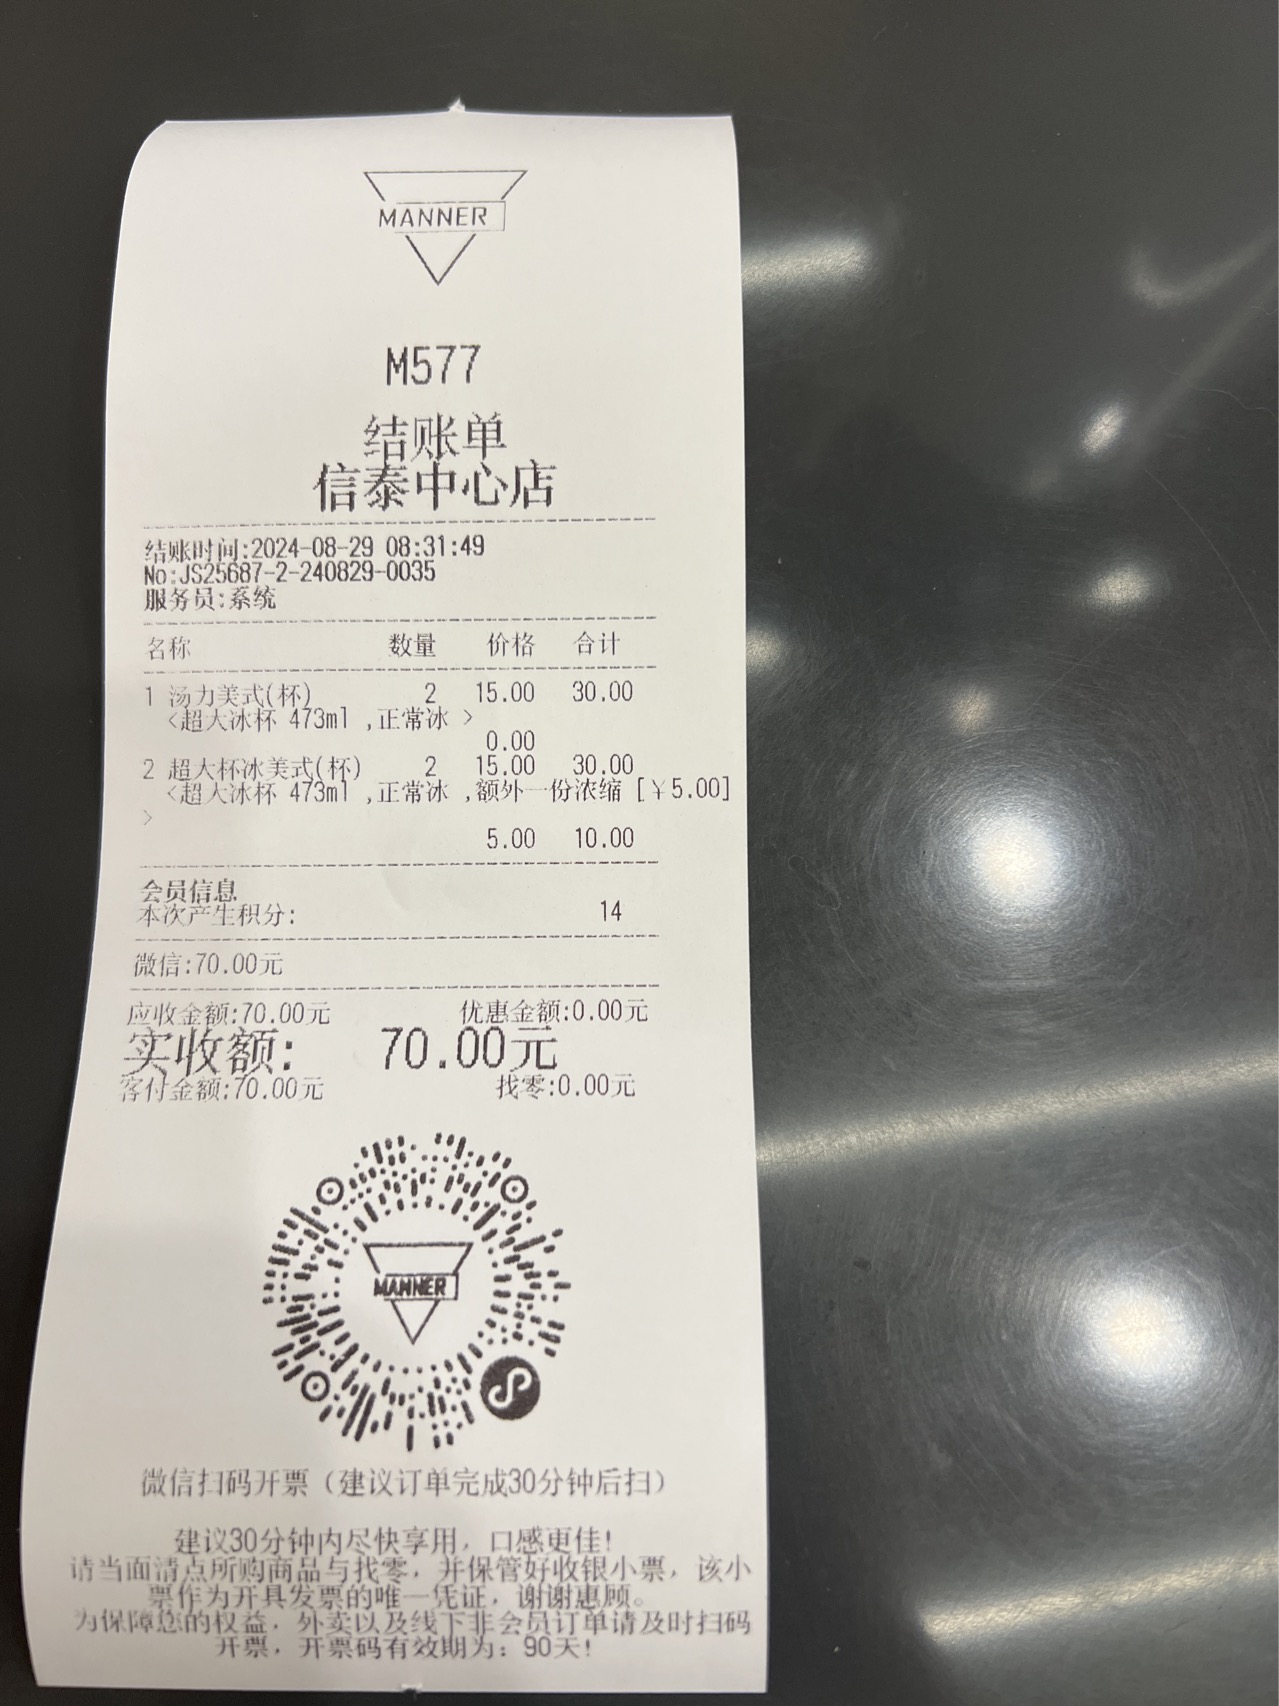 MANNER
M577
结账单
信泰中心店
结账时间:2024-08-29 08:31:49
No:JS25687-2-240829-0035
服务员:系统
名称 数量 价格 合计
1 汤力美式(杯) 2 15.00 30.00
<超大冰杯 473ml ,正常冰 >
0.00
2 超大杯冰美式(杯) 2 15.00 30.00
<超大冰杯 473ml ,正常冰 ,额外一份浓缩 [￥5.00]
>
5.00 10.00
会员信息
本次产生积分: 14
微信:70.00元
应收金额:70.00元 优惠金额:0.00元
实收额: 70.00元
客付金额:70.00元 找零:0.00元
MANNER
微信扫码开票（建议订单完成30分钟后扫）
建议30分钟内尽快享用，口感更佳!
请当面清点所购商品与找零，并保管好收银小票，该小
票作为开具发票的唯一凭证，谢谢惠顾。
为保障您的权益，外卖以及线下非会员订单请及时扫码
开票，开票码有效期为：90天!